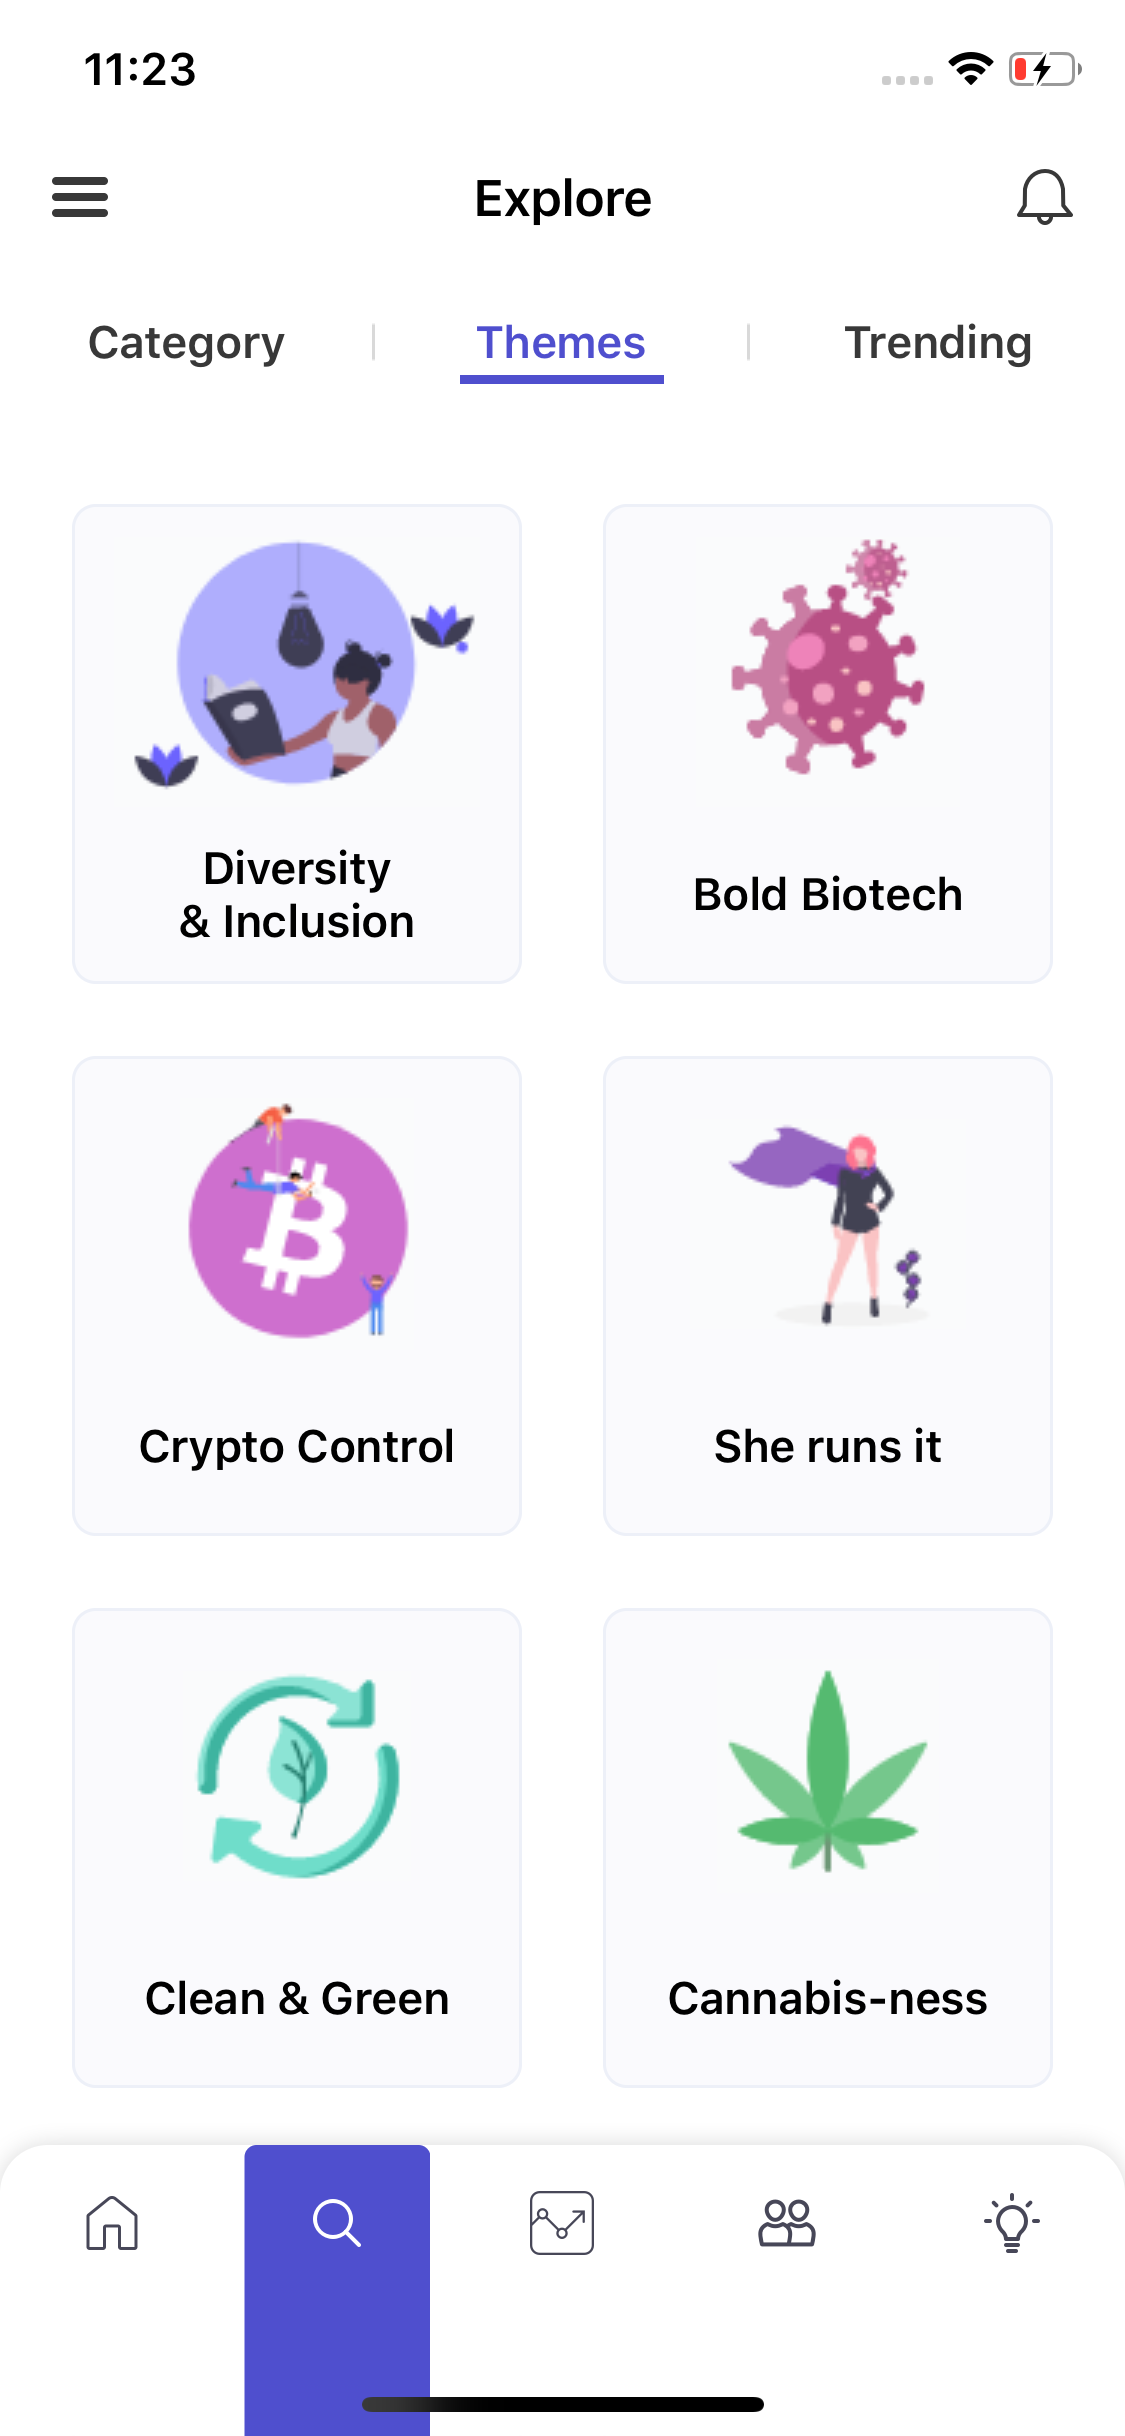 11:23
Explore
Category
Themes
Trending
Diversity
& Inclusion
Bold Biotech
Crypto Control
She runs it
Clean & Green
Cannabis-ness